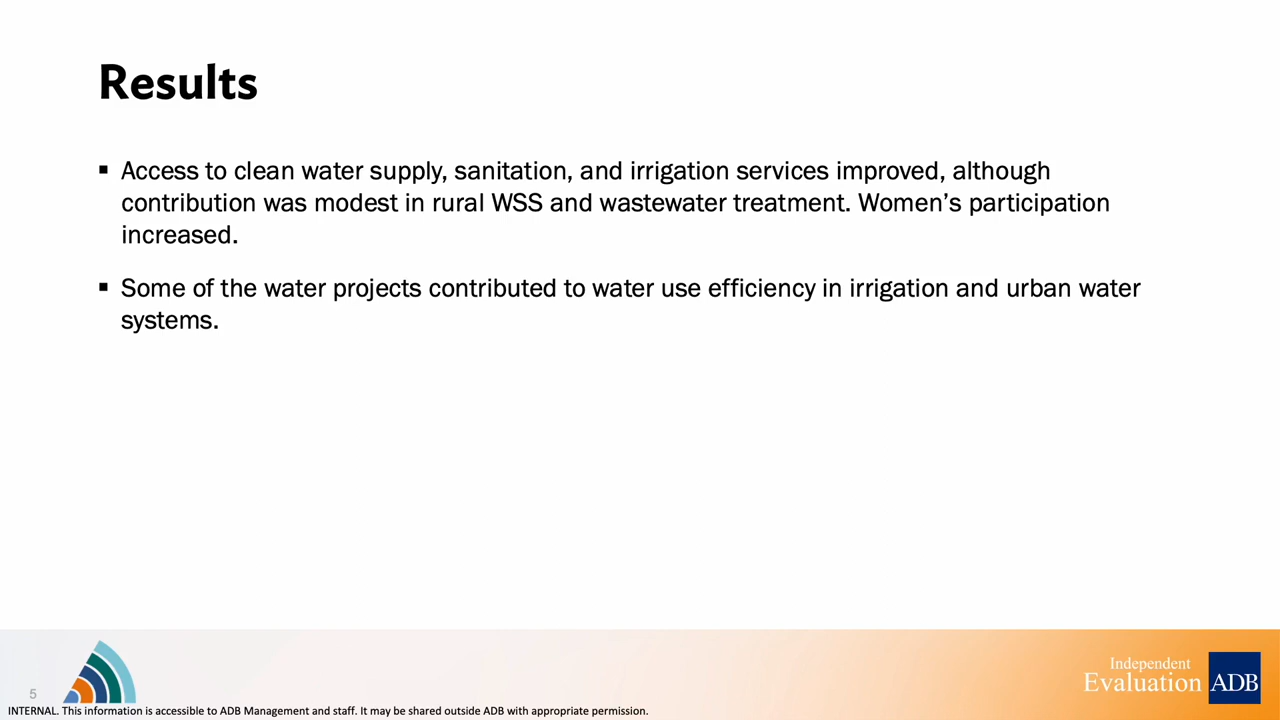 Results
▪ Access to clean water supply, sanitation, and irrigation services improved, although
contribution was modest in rural WSS and wastewater treatment. Women’s participation
increased.
▪ Some of the water projects contributed to water use efficiency in irrigation and urban water
systems.
Independent
Evaluation ADB
5
INTERNAL. This information is accessible to ADB Management and staff. It may be shared outside ADB with appropriate permission.